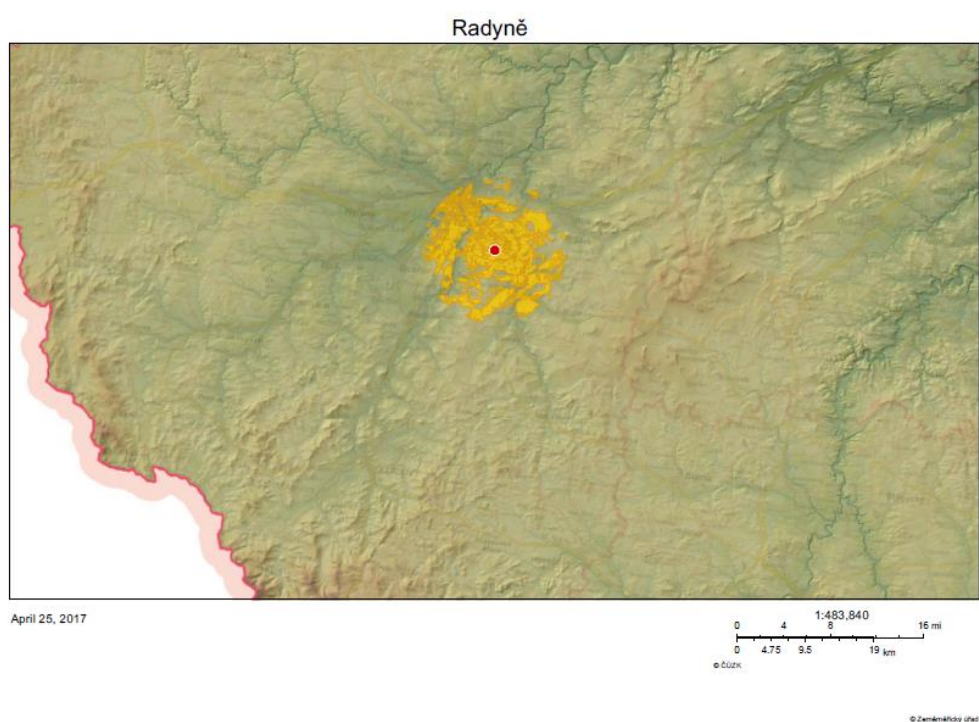 Radyně
April 25, 2017
1:483,840
0 4 8 16 mi
0 4.75 9.5 19 km
© ČÚZK
© Zeměměřický úřad